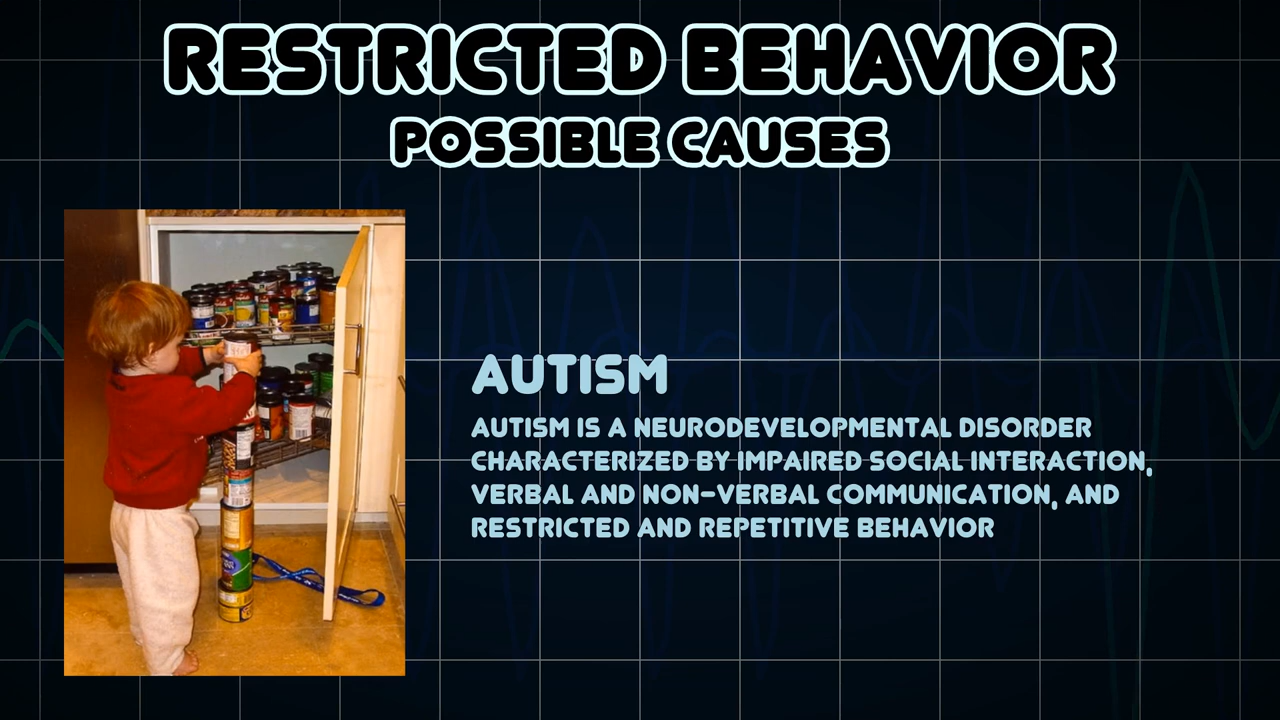 RESTRICTED BEHAVIOR
POSSIBLE CAUSES
AUTISM
AUTISM IS A NEURODEVELOPMENTAL DISORDER
CHARACTERIZED BY IMPAIRED SOCIAL INTERACTION,
VERBAL AND NON-VERBAL COMMUNICATION, AND
RESTRICTED AND REPETITIVE BEHAVIOR